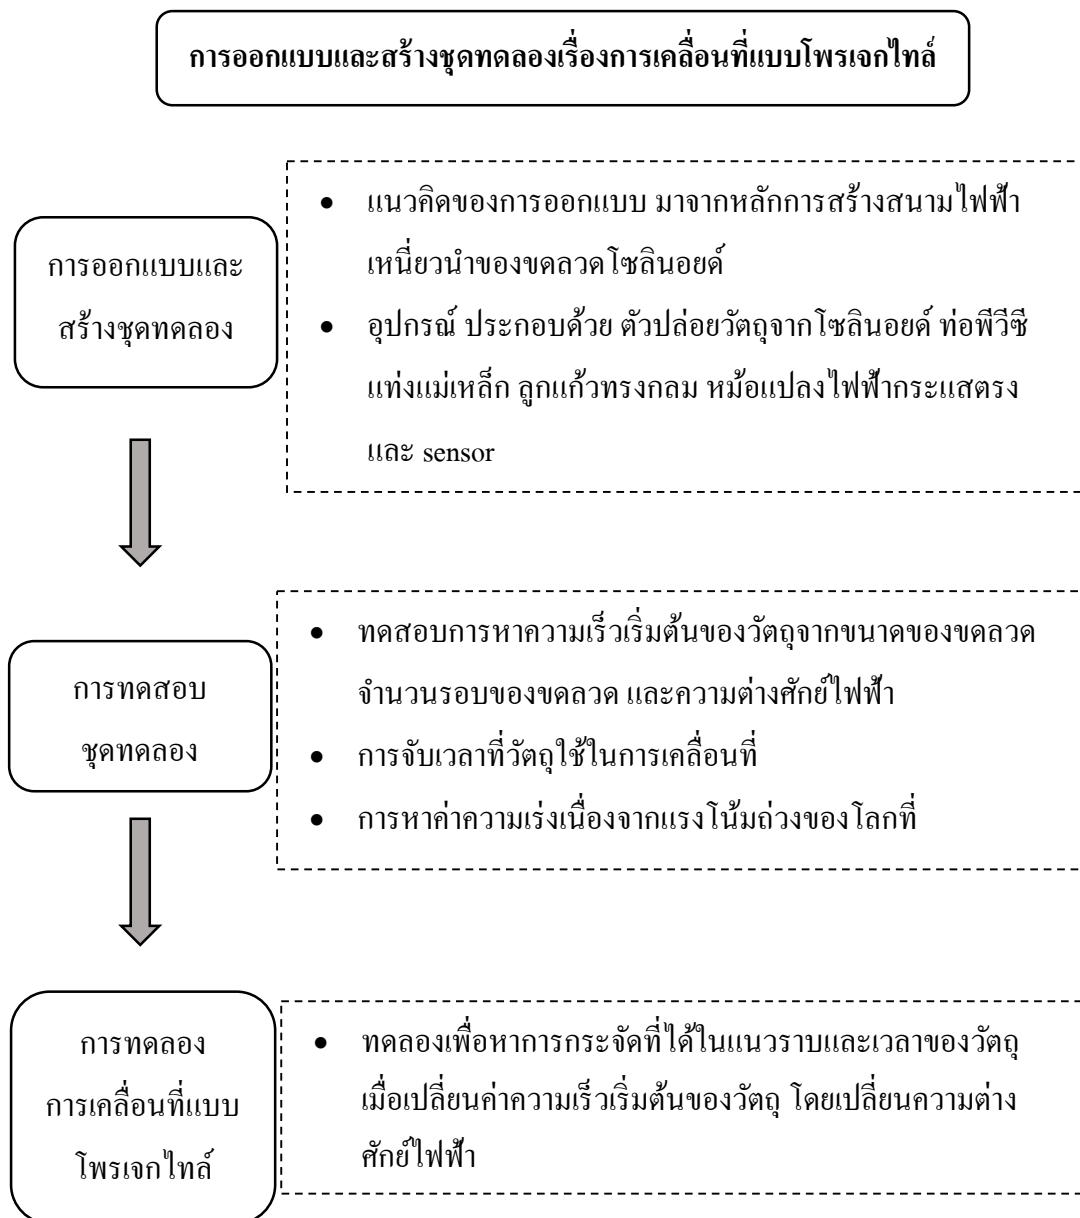 การออกแบบและสร้างชุดทดลองเรื่องการเคลื่อนที่แบบโพรเจกไทล์
การออกแบบและ
สร้างชุดทดลอง
• แนวคิดของการออกแบบ มาจากหลักการสร้างสนามไฟฟ้า
เหนี่ยวนำของขดลวดโซลินอยด์
• อุปกรณ์ ประกอบด้วย ตัวปล่อยวัตถุจากโซลินอยด์ ท่อพีวีซี
แท่งแม่เหล็ก ลูกแก้วทรงกลม หม้อแปลงไฟฟ้ากระแสตรง
และ sensor
การทดสอบ
ชุดทดลอง
• ทดสอบการหาความเร็วเริ่มต้นของวัตถุจากขนาดของขดลวด
จำนวนรอบของขดลวด และความต่างศักย์ไฟฟ้า
• การจับเวลาที่วัตถุใช้ในการเคลื่อนที่
• การหาค่าความเร่งเนื่องจากแรงโน้มถ่วงของโลกที่
การทดลอง
การเคลื่อนที่แบบ
โพรเจกไทล์
• ทดลองเพื่อหาการกระจัดที่ได้ในแนวราบและเวลาของวัตถุ
เมื่อเปลี่ยนค่าความเร็วเริ่มต้นของวัตถุ โดยเปลี่ยนความต่าง
ศักย์ไฟฟ้า